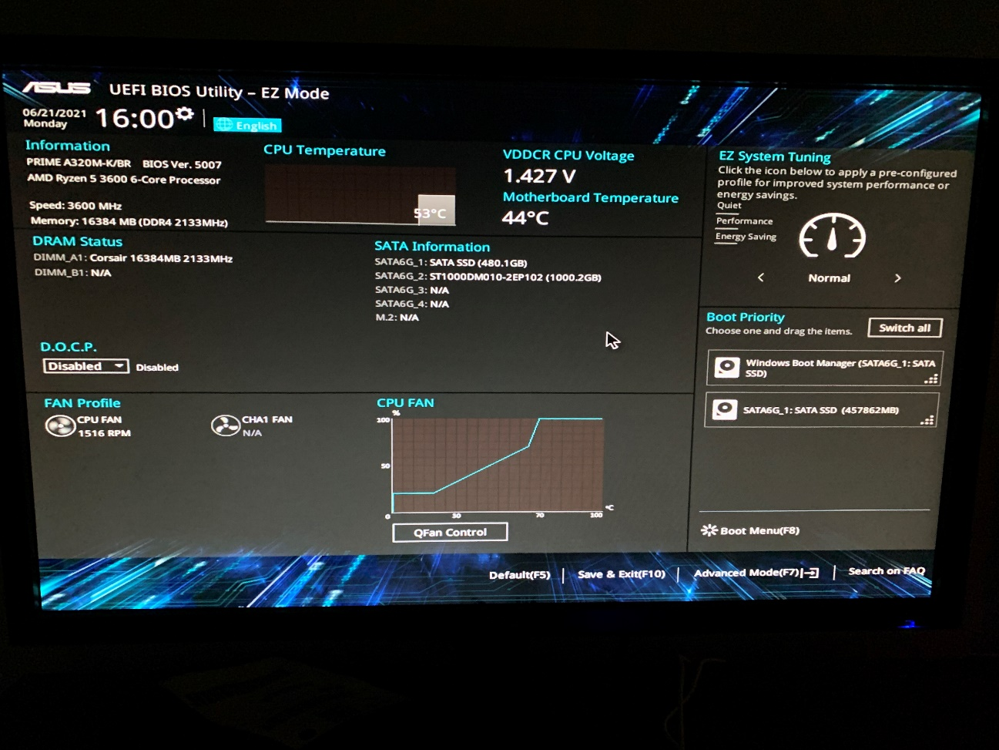 ASUS UEFI BIOS Utility – EZ Mode
06/21/2021
Monday
16:00
English
Information
PRIME A320M-K/BR BIOS Ver. 5007
AMD Ryzen 5 3600 6-Core Processor
Speed: 3600 MHz
Memory: 16384 MB (DDR4 2133MHz)
CPU Temperature
53°C
VDDCR CPU Voltage
1.427 V
Motherboard Temperature
44°C
EZ System Tuning
Click the icon below to apply a pre-configured
profile for improved system performance or
energy savings.
Quiet
Performance
Energy Saving
< Normal >
DRAM Status
DIMM_A1: Corsair 16384MB 2133MHz
DIMM_B1: N/A
SATA Information
SATA6G_1: SATA SSD (480.1GB)
SATA6G_2: ST1000DM010-2EP102 (1000.2GB)
SATA6G_3: N/A
SATA6G_4: N/A
M.2: N/A
D.O.C.P.
Disabled Disabled
Boot Priority
Choose one and drag the items.
Switch all
Windows Boot Manager (SATA6G_1: SATA
SSD)
SATA6G_1: SATA SSD (457862MB)
Boot Menu(F8)
FAN Profile
CPU FAN
1516 RPM
CHA1 FAN
N/A
CPU FAN
%
100
50
0 30 70 100 °C
QFan Control
Default(F5) | Save & Exit(F10) | Advanced Mode(F7) | Search on FAQ